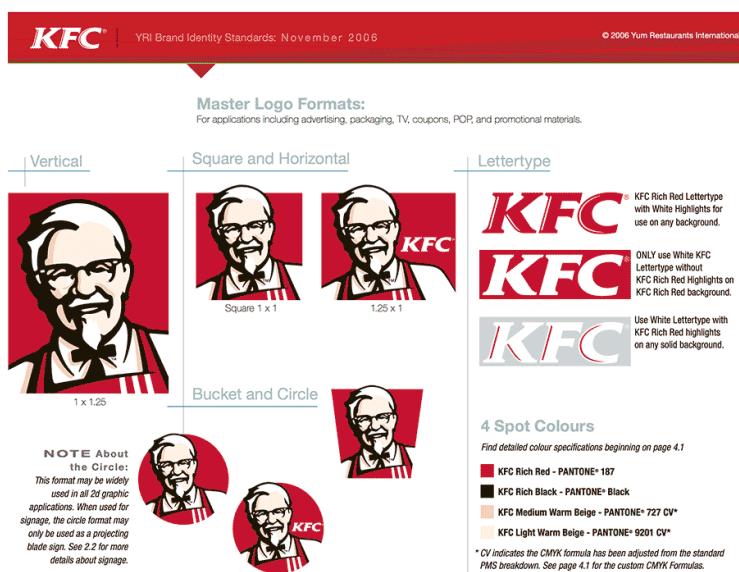 KFC®
YRI Brand Identity Standards: November 2006
© 2006 Yum Restaurants International
Master Logo Formats:
For applications including advertising, packaging, TV, coupons, POP, and promotional materials.
Vertical
1 x 1.25
Square and Horizontal
Square 1 x 1
KFC
1.25 x 1
Bucket and Circle
NOTE About
the Circle:
This format may be widely
used in all 2d graphic
applications. When used for
signage, the circle format may
only be used as a projecting
blade sign. See 2.2 for more
details about signage.
KFC
Lettertype
KFC®
KFC Rich Red Lettertype
with White Highlights for
use on any background.
KFC®
ONLY use White KFC
Lettertype without
KFC Rich Red Highlights on
KFC Rich Red background.
KFC®
Use White Lettertype with
KFC Rich Red highlights
on any solid background.
4 Spot Colours
Find detailed colour specifications beginning on page 4.1
KFC Rich Red - PANTONE® 187
KFC Rich Black - PANTONE® Black
KFC Medium Warm Beige - PANTONE® 727 CV*
KFC Light Warm Beige - PANTONE® 9201 CV*
* CV indicates the CMYK formula has been adjusted from the standard
PMS breakdown. See page 4.1 for the custom CMYK Formulas.